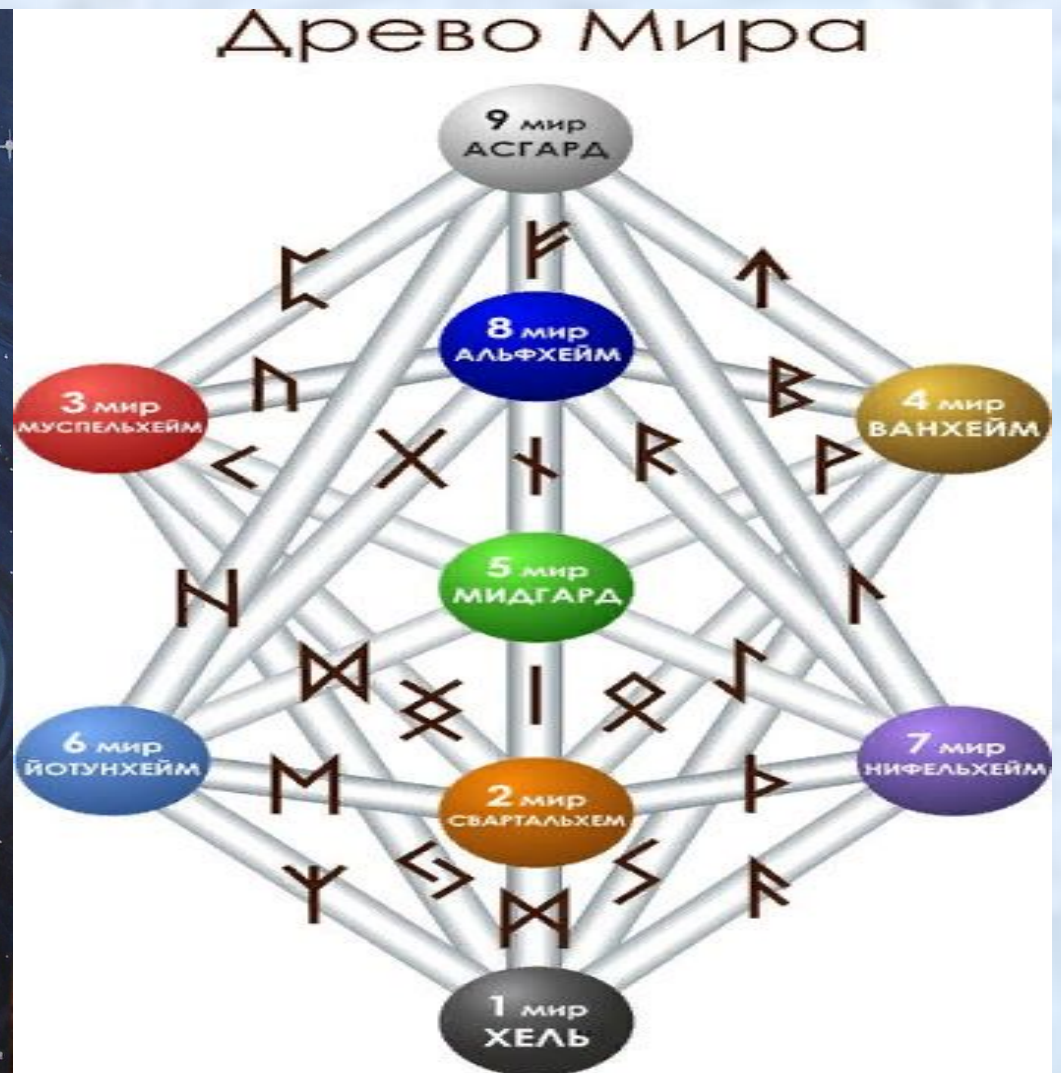 Древо Мира
9 мир
АСГАРД
ᛈ ᚠ ᛏ
8 мир
АЛЬФХЕЙМ
3 мир
МУСПЕЛЬХЕЙМ
ᚢ ᛒ
4 мир
ВАНХЕЙМ
ᚲ ᚷ ᚾ ᚱ ᚹ
5 мир
МИДГАРД
ᚺ ᛚ
ᛞ ᛝ ᛁ ᛟ ᛇ
6 мир
ЙОТУНХЕЙМ
7 мир
НИФЕЛЬХЕЙМ
ᛖ ᚦ
2 мир
СВАРТАЛЬХЕМ
ᛉ ᛃ ᛗ ᛊ ᚨ
1 мир
ХЕЛЬ